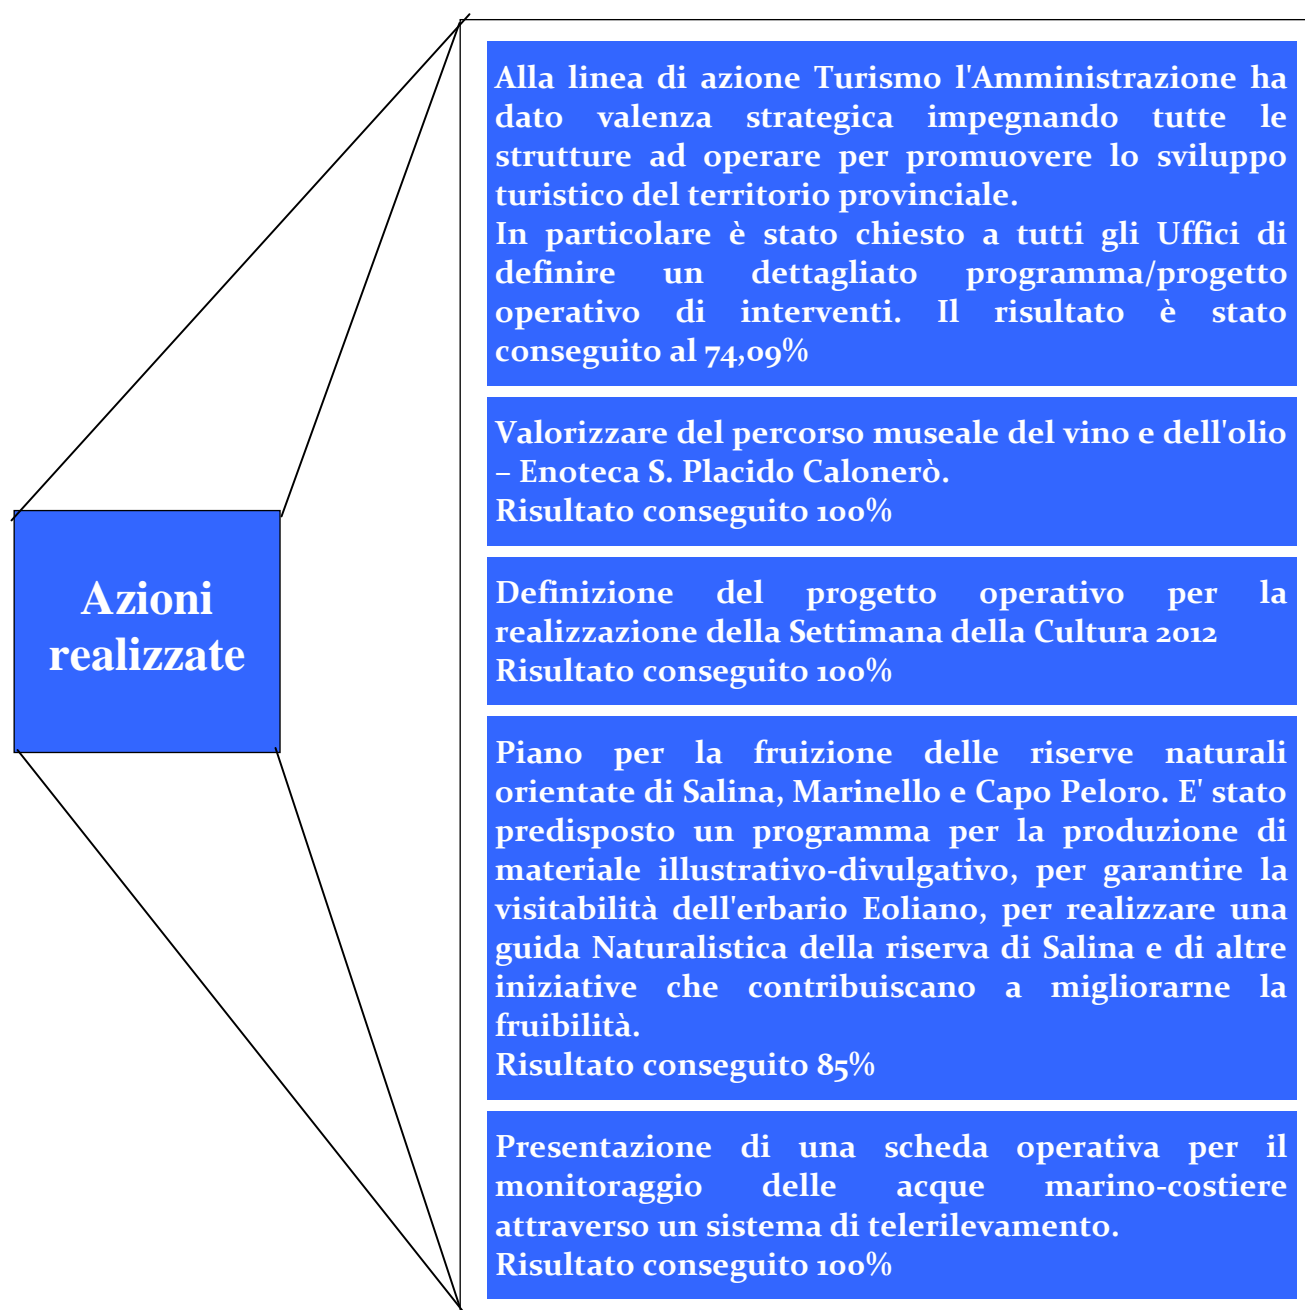 Azioni
realizzate
Alla linea di azione Turismo l'Amministrazione ha
dato valenza strategica impegnando tutte le
strutture ad operare per promuovere lo sviluppo
turistico del territorio provinciale.
In particolare è stato chiesto a tutti gli Uffici di
definire un dettagliato programma/progetto
operativo di interventi. Il risultato è stato
conseguito al 74,09%
Valorizzare del percorso museale del vino e dell'olio
– Enoteca S. Placido Calonerò.
Risultato conseguito 100%
Definizione del progetto operativo per la
realizzazione della Settimana della Cultura 2012
Risultato conseguito 100%
Piano per la fruizione delle riserve naturali
orientate di Salina, Marinello e Capo Peloro. E' stato
predisposto un programma per la produzione di
materiale illustrativo-divulgativo, per garantire la
visitabilità dell'erbario Eoliano, per realizzare una
guida Naturalistica della riserva di Salina e di altre
iniziative che contribuiscano a migliorarne la
fruibilità.
Risultato conseguito 85%
Presentazione di una scheda operativa per il
monitoraggio delle acque marino-costiere
attraverso un sistema di telerilevamento.
Risultato conseguito 100%